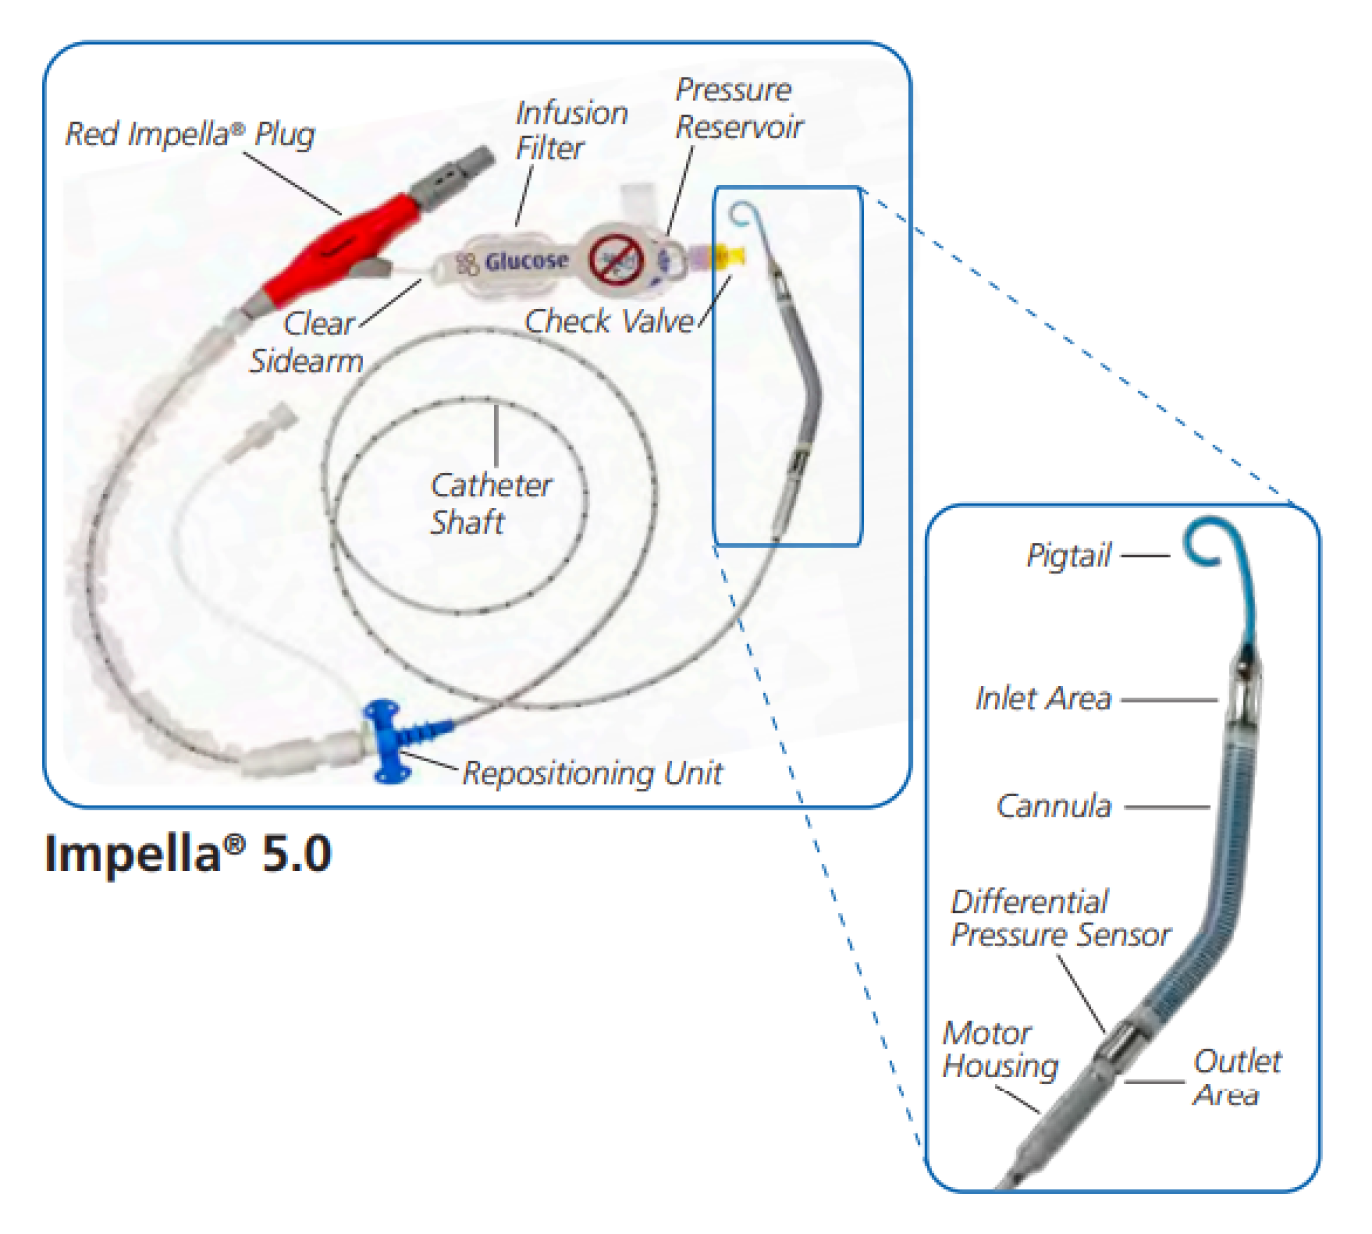 Red Impella® Plug
Infusion
Filter
Pressure
Reservoir
Glucose
Clear
Sidearm
Check Valve
Catheter
Shaft
Repositioning Unit
Impella® 5.0
Pigtail
Inlet Area
Cannula
Differential
Pressure Sensor
Motor
Housing
Outlet
Area